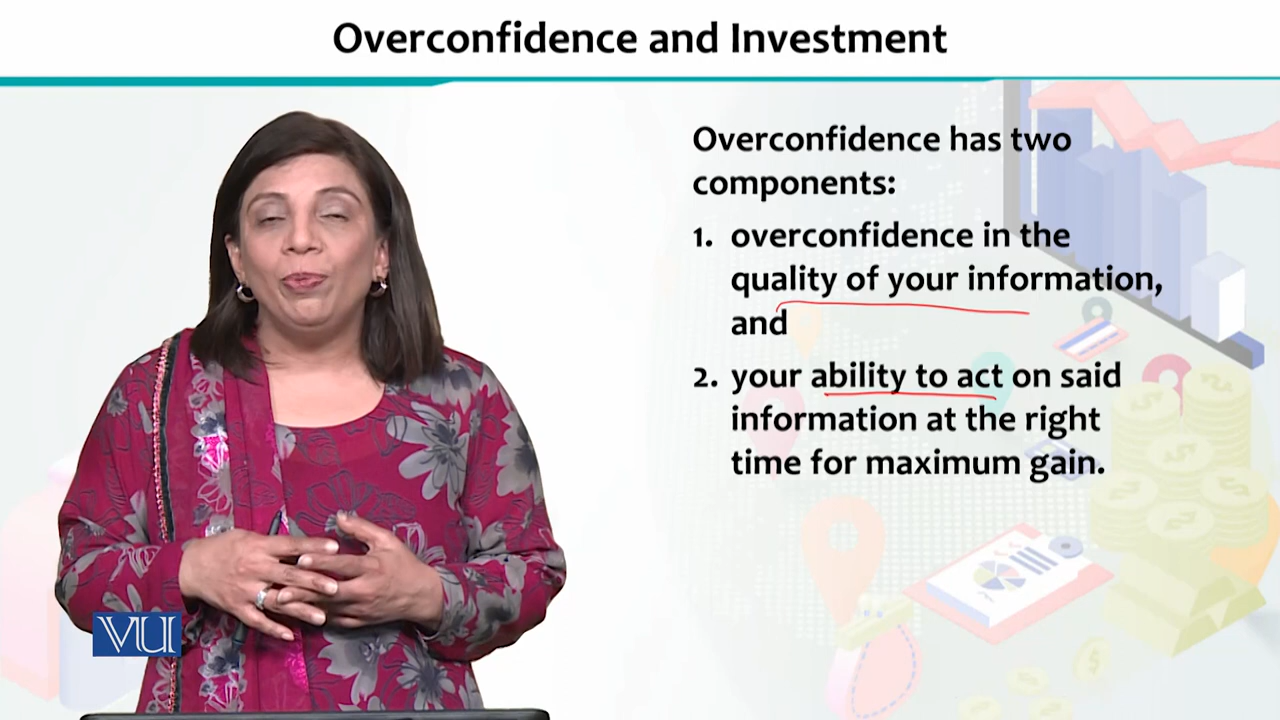 Overconfidence and Investment
Overconfidence has two
components:
1. overconfidence in the
quality of your information,
and
2. your ability to act on said
information at the right
time for maximum gain.
VU